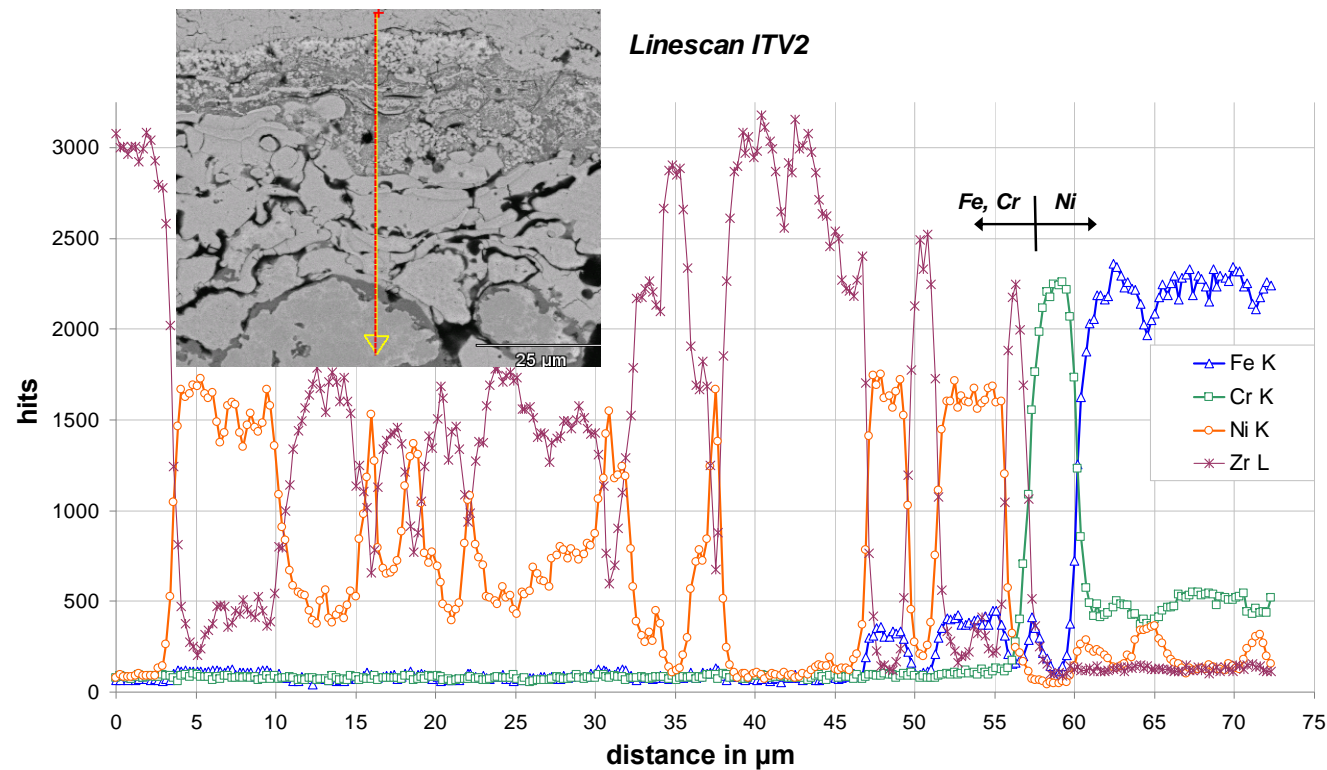 Linescan ITV2
25 µm
Fe, Cr Ni
hits
3000
2500
2000
1500
1000
500
0
0 5 10 15 20 25 30 35 40 45 50 55 60 65 70 75
distance in µm
Fe K
Cr K
Ni K
Zr L